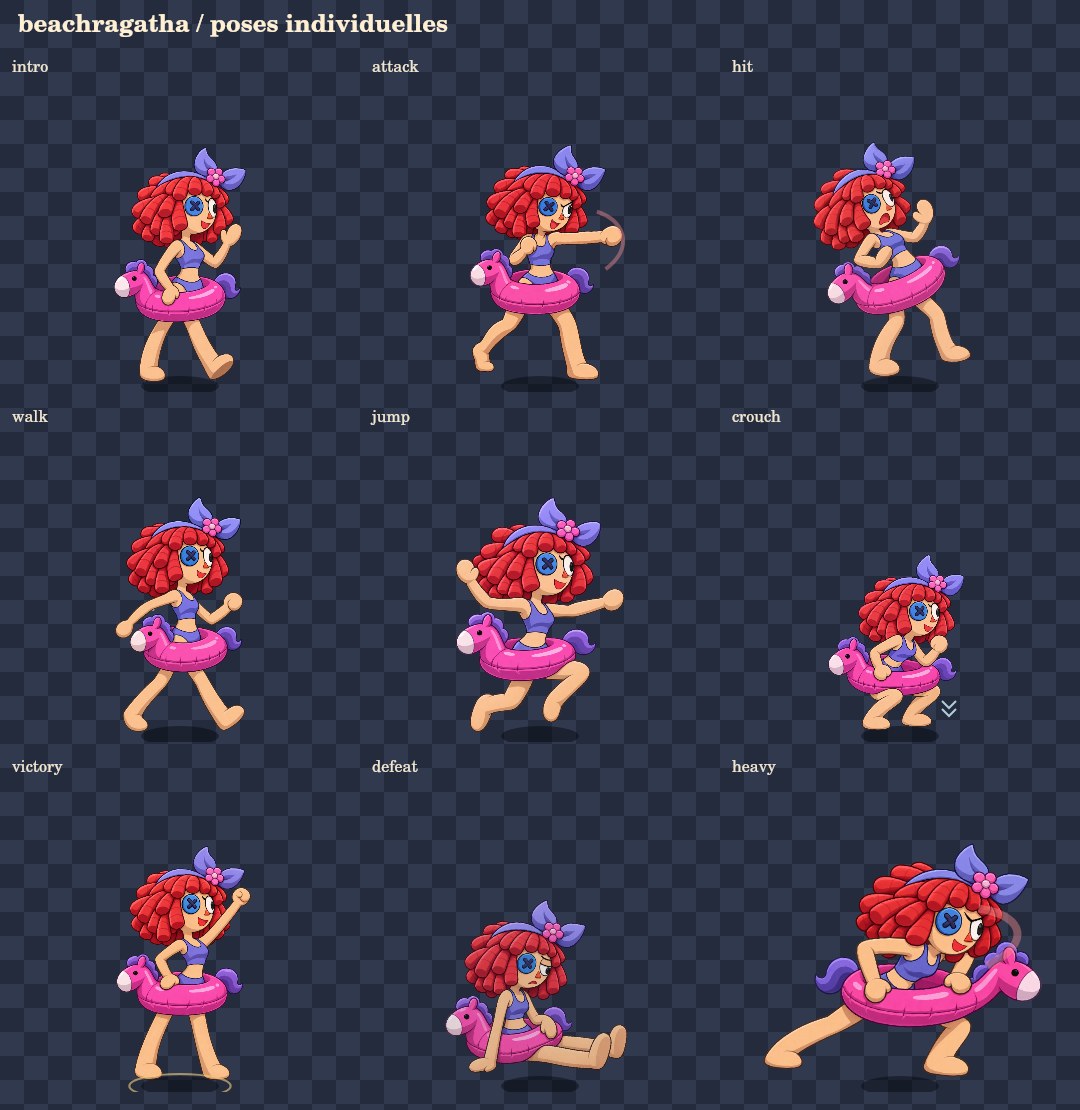 beachragatha / poses individuelles
intro
attack
hit
walk
jump
crouch
victory
defeat
heavy